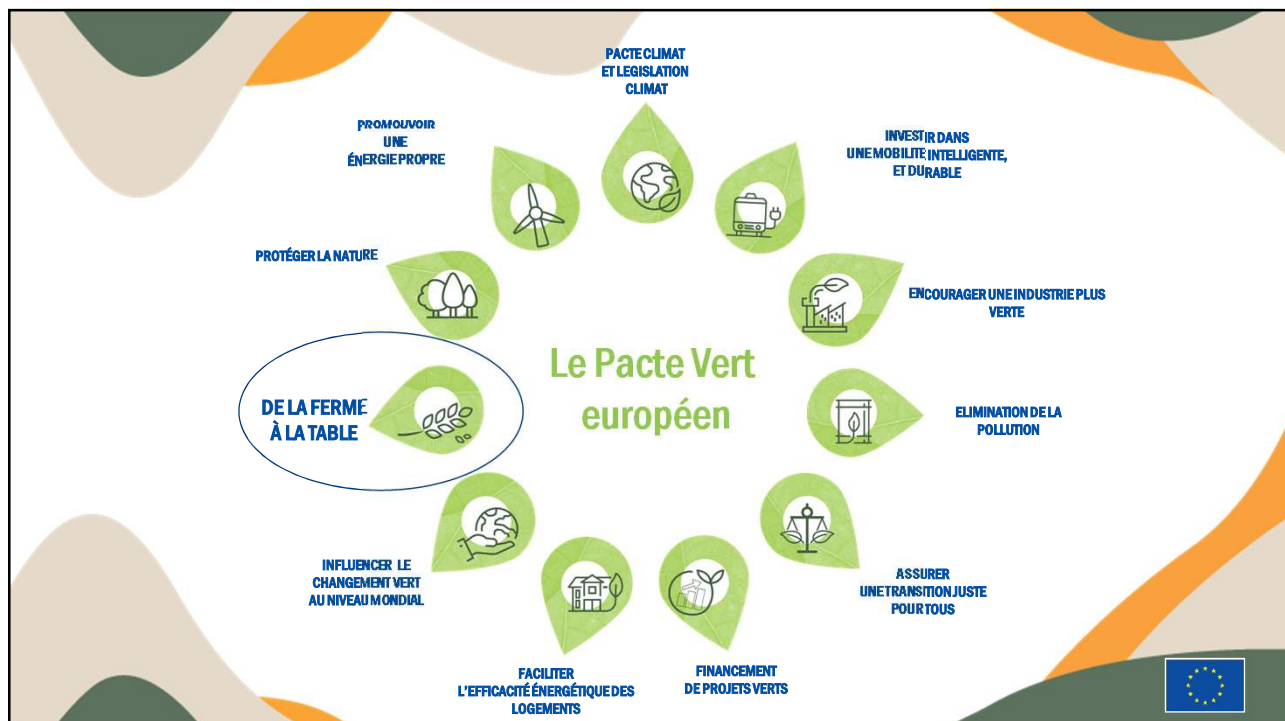 PACTE CLIMAT
ET LEGISLATION
CLIMAT
PROMOUVOIR
UNE
ÉNERGIE PROPRE
INVESTIR DANS
UNE MOBILITE INTELLIGENTE,
ET DURABLE
PROTÉGER LA NATURE
ENCOURAGER UNE INDUSTRIE PLUS
VERTE
Le Pacte Vert
européen
DE LA FERME
À LA TABLE
ELIMINATION DE LA
POLLUTION
INFLUENCER LE
CHANGEMENT VERT
AU NIVEAU MONDIAL
ASSURER
UNE TRANSITION JUSTE
POUR TOUS
FACILITER
L'EFFICACITÉ ÉNERGÉTIQUE DES
LOGEMENTS
FINANCEMENT
DE PROJETS VERTS